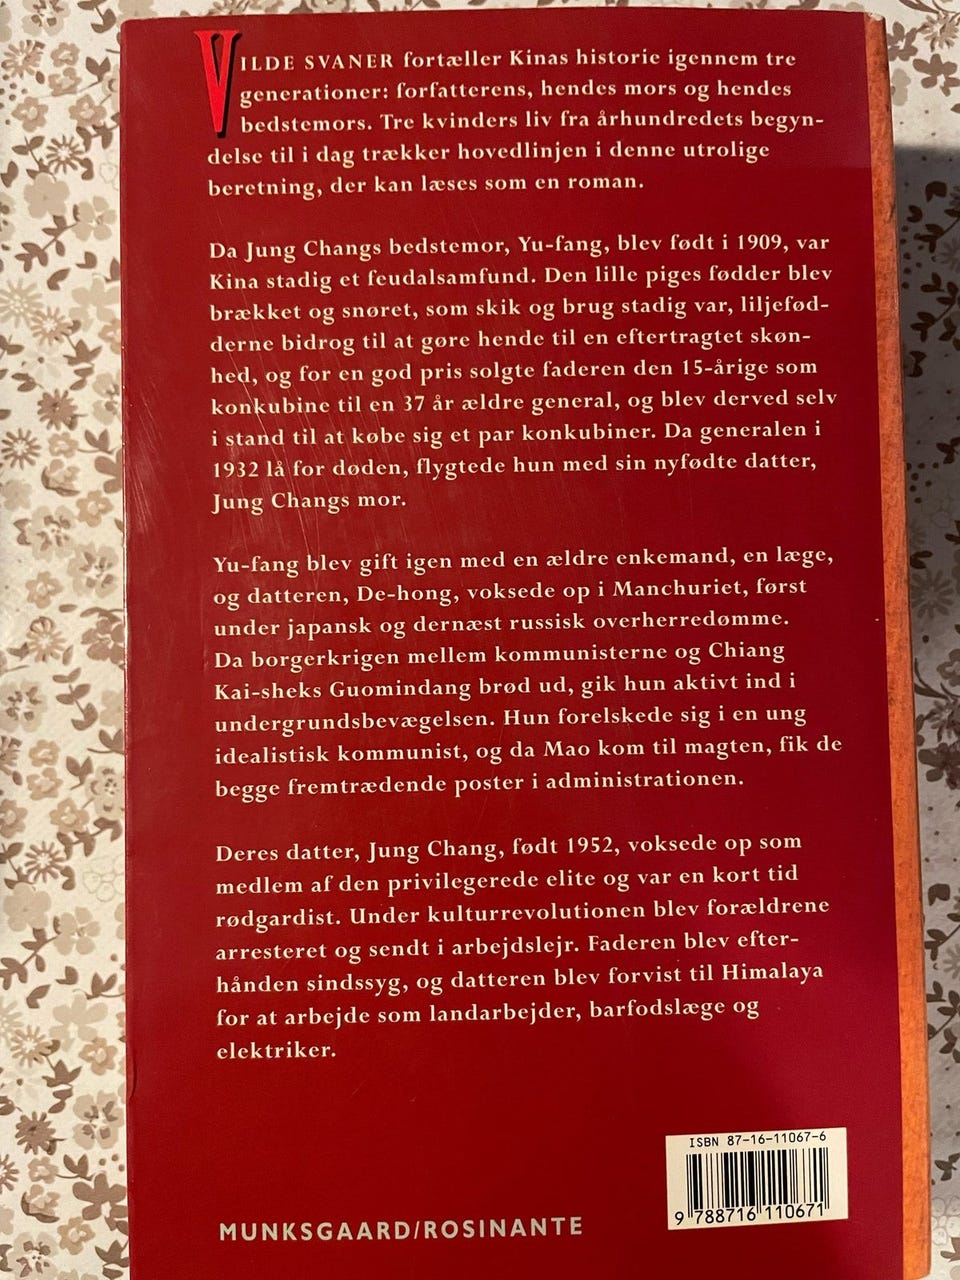 VILDE SVANER fortæller Kinas historie igennem tre
generationer: forfatterens, hendes mors og hendes
bedstemors. Tre kvinders liv fra århundredets begyn-
delse til i dag trækker hovedlinjen i denne utrolige
beretning, der kan læses som en roman.
Da Jung Changs bedstemor, Yu-fang, blev født i 1909, var
Kina stadig et feudalsamfund. Den lille piges fødder blev
brækket og snøret, som skik og brug stadig var, liljefød-
derne bidrog til at gøre hende til en eftertragtet skøn-
hed, og for en god pris solgte faderen den 15-årige som
konkubine til en 37 år ældre general, og blev derved selv
i stand til at købe sig et par konkubiner. Da generalen i
1932 lå for døden, flygtede hun med sin nyfødte datter,
Jung Changs mor.
Yu-fang blev gift igen med en ældre enkemand, en læge,
og datteren, De-hong, voksede op i Manchuriet, først
under japansk og dernæst russisk overherredømme.
Da borgerkrigen mellem kommunisterne og Chiang
Kai-sheks Guomindang brød ud, gik hun aktivt ind i
undergrundsbevægelsen. Hun forelskede sig i en ung
idealistisk kommunist, og da Mao kom til magten, fik de
begge fremtrædende poster i administrationen.
Deres datter, Jung Chang, født 1952, voksede op som
medlem af den privilegerede elite og var en kort tid
rødgardist. Under kulturrevolutionen blev forældrene
arresteret og sendt i arbejdslejr. Faderen blev efter-
hånden sindssyg, og datteren blev forvist til Himalaya
for at arbejde som landarbejder, barfodslæge og
elektriker.
ISBN 87-16-11067-6
9 788716 110671
MUNKSGAARD/ROSINANTE